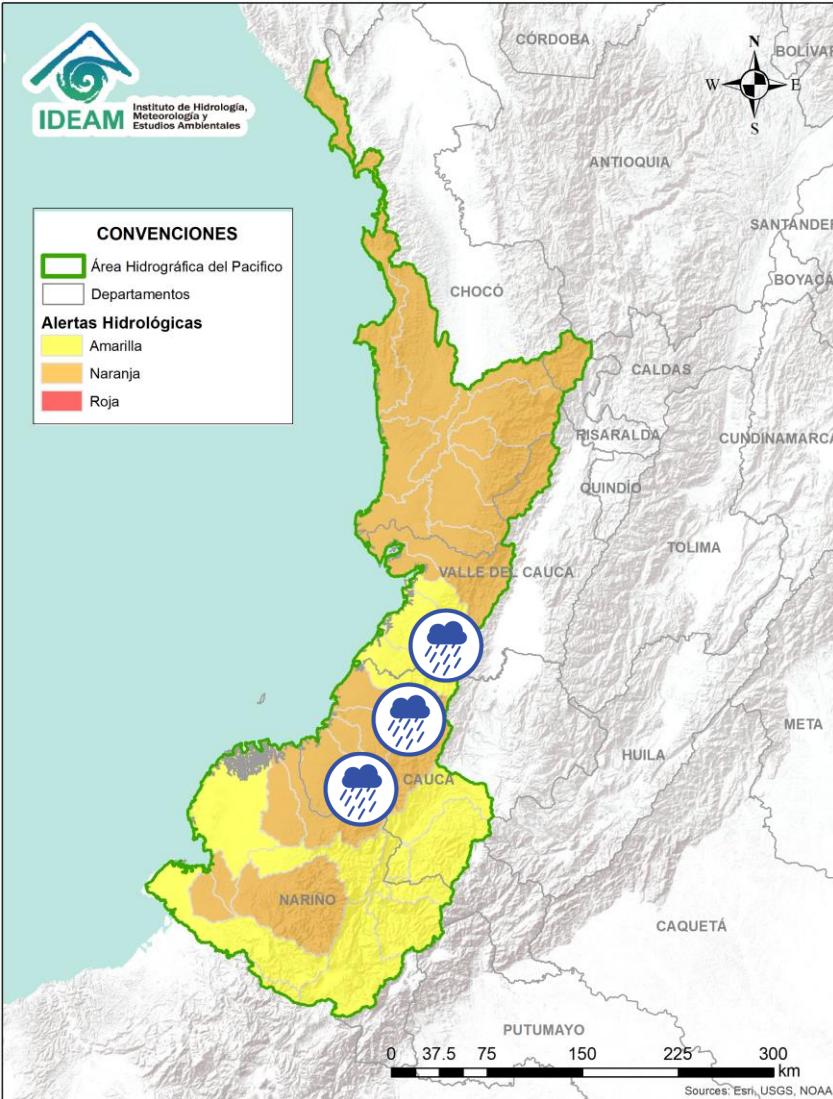 IDEAM
Instituto de Hidrología,
Meteorología y
Estudios Ambientales
N
W
E
S
CONVENCIONES
Área Hidrográfica del Pacifico
Departamentos
Alertas Hidrológicas
Amarilla
Naranja
Roja
CÓRDOBA
BOLÍVAR
ANTIOQUIA
SANTANDER
BOYACÁ
CHOCÓ
CALDAS
RISARALDA
CUNDINAMARCA
QUINDÍO
TOLIMA
VALLE DEL CAUCA
META
HUILA
CAUCA
NARIÑO
CAQUETÁ
PUTUMAYO
0 37.5 75 150 225 300
km
Sources: Esri, USGS, NOAA